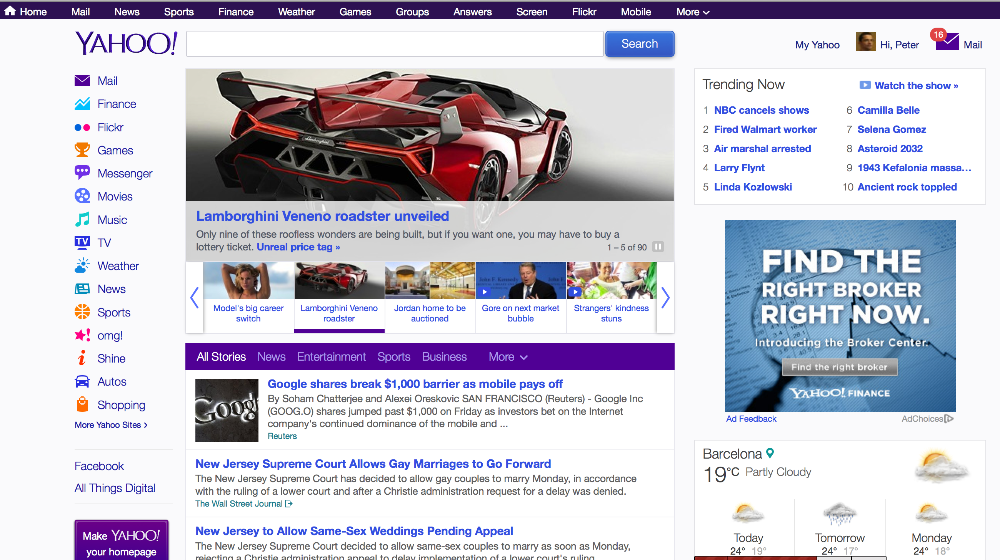 Home Mail News Sports Finance Weather Games Groups Answers Screen Flickr Mobile More
YAHOO!
Search
My Yahoo
Hi, Peter
16
Mail
Mail
Finance
Flickr
Games
Messenger
Movies
Music
TV
TV
Weather
News
Sports
omg!
Shine
Autos
Shopping
More Yahoo Sites
Facebook
All Things Digital
Make YAHOO!
your homepage
Lamborghini
Lamborghini Veneno roadster unveiled
Only nine of these roofless wonders are being built, but if you want one, you may have to buy a
lottery ticket. Unreal price tag »
1 – 5 of 90
John F. Kennedy
John F.
Model's big career
switch
Lamborghini Veneno
roadster
Jordan home to be
auctioned
Gore on next market
bubble
Strangers' kindness
stuns
All Stories News Entertainment Sports Business More
Google
Google shares break $1,000 barrier as mobile pays off
By Soham Chatterjee and Alexei Oreskovic SAN FRANCISCO (Reuters) - Google Inc
(GOOG.O) shares jumped past $1,000 on Friday as investors bet on the Internet
company's continued dominance of the mobile and ...
Reuters
New Jersey Supreme Court Allows Gay Marriages to Go Forward
The New Jersey Supreme Court has decided to allow gay couples to marry Monday, in accordance
with the ruling of a lower court and after a Christie administration request for a delay was denied.
The Wall Street Journal
New Jersey to Allow Same-Sex Weddings Pending Appeal
The New Jersey Supreme Court decided to allow same-sex couples to marry as soon as Monday,
rejecting a Christie administration appeal to delay implementation of a lower court's ruling
Trending Now
Watch the show »
1 NBC cancels shows
2 Fired Walmart worker
3 Air marshal arrested
4 Larry Flynt
5 Linda Kozlowski
6 Camilla Belle
7 Selena Gomez
8 Asteroid 2032
9 1943 Kefalonia massa...
10 Ancient rock toppled
FIND THE
RIGHT BROKER
RIGHT NOW.
Introducing the Broker Center.
Find the right broker
YAHOO! FINANCE
Ad Feedback
AdChoices
Barcelona
19°C Partly Cloudy
Today
24° 19°
Tomorrow
24° 17°
Monday
24° 18°